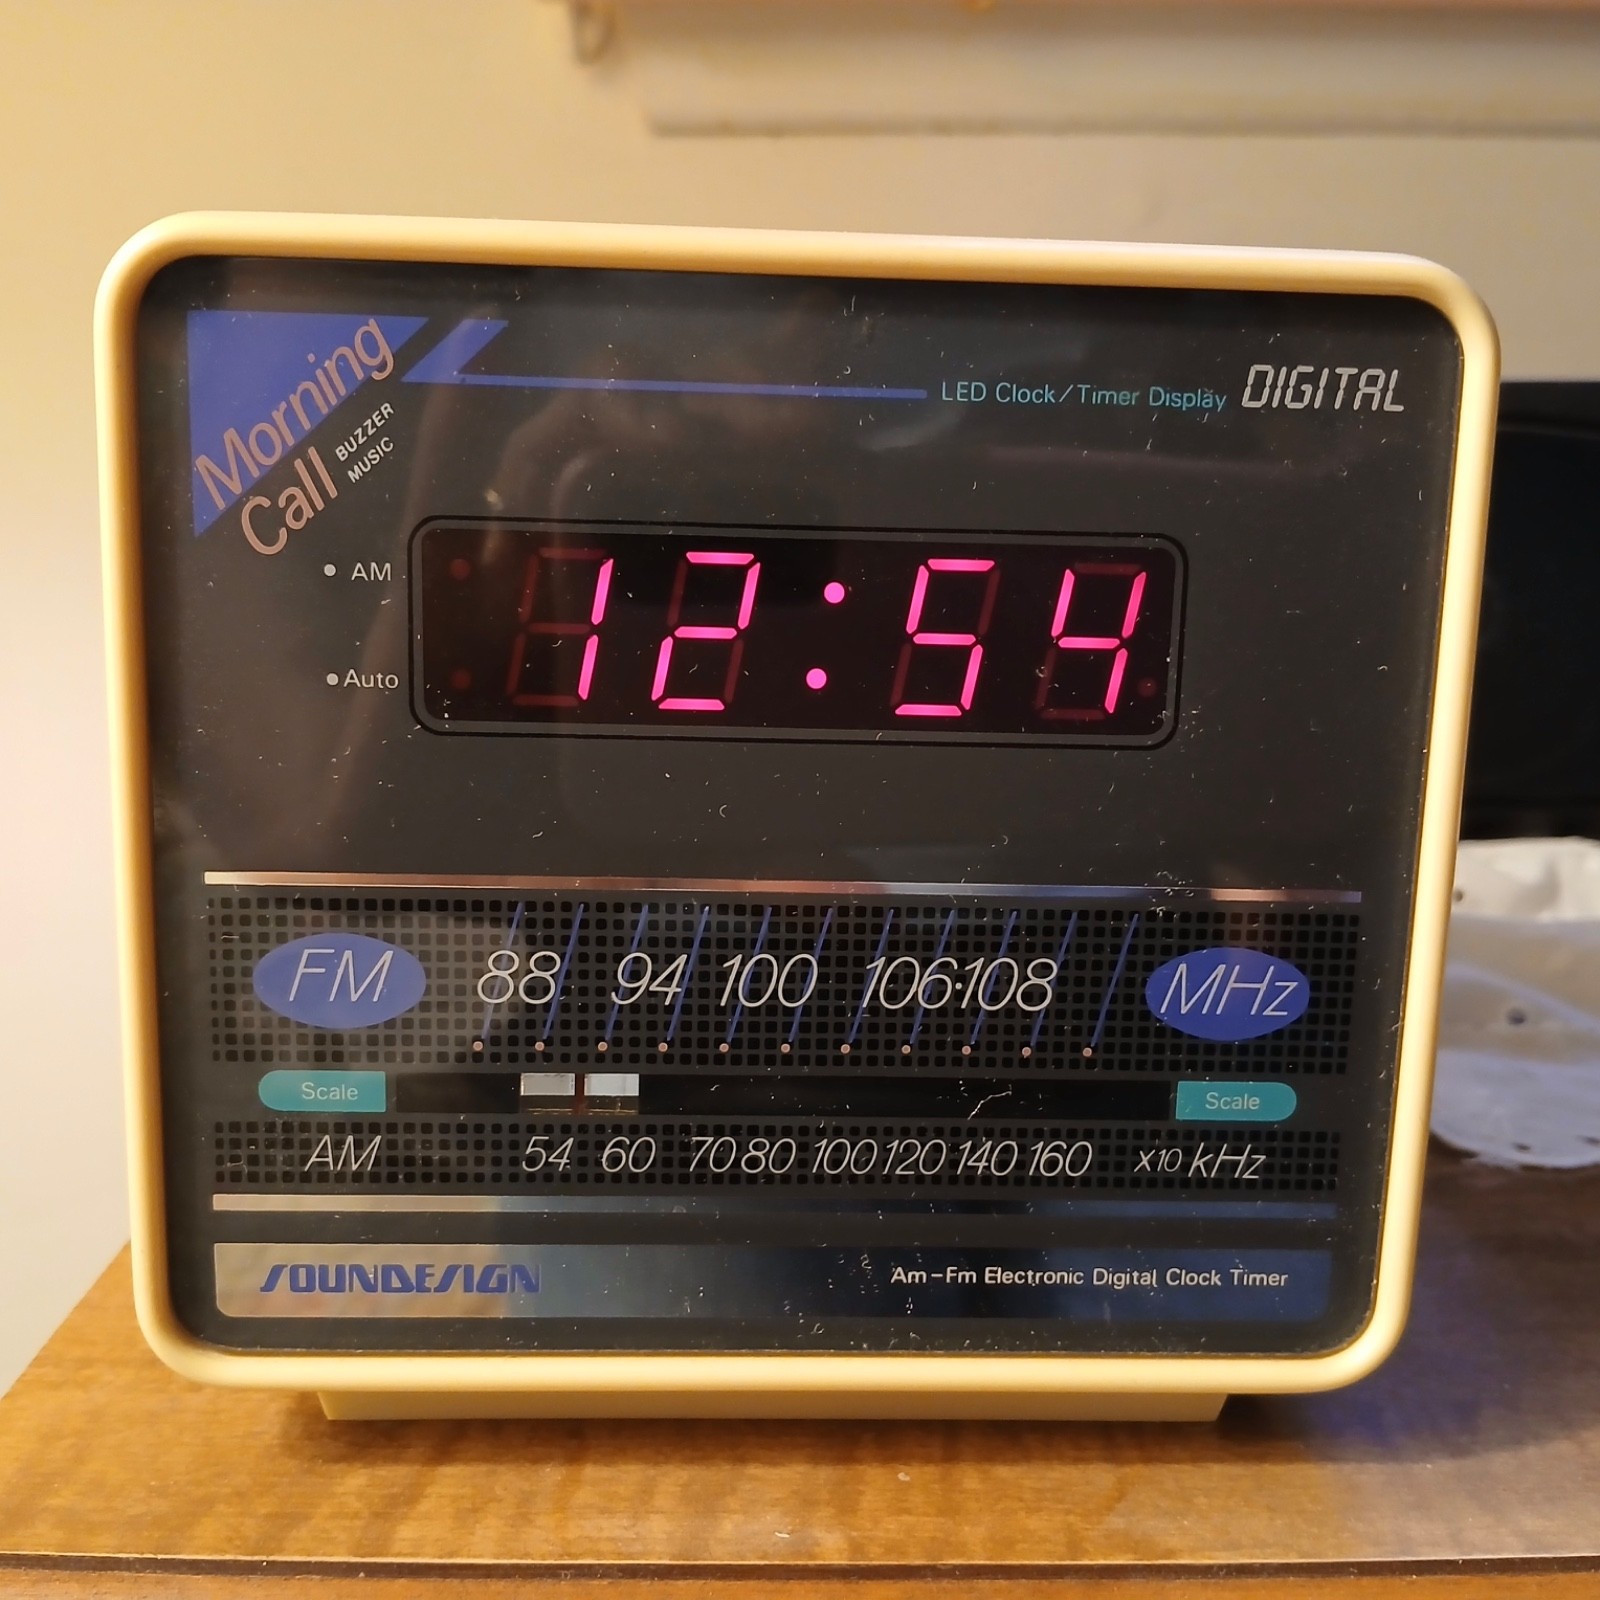 Morning
Call
BUZZER
MUSIC
LED Clock/Timer Display DIGITAL
AM
Auto
12:54
FM 88 94 100 106·108 MHz
Scale Scale
AM 54 60 70 80 100 120 140 160 x10 kHz
SOUNDESIGN Am-Fm Electronic Digital Clock Timer